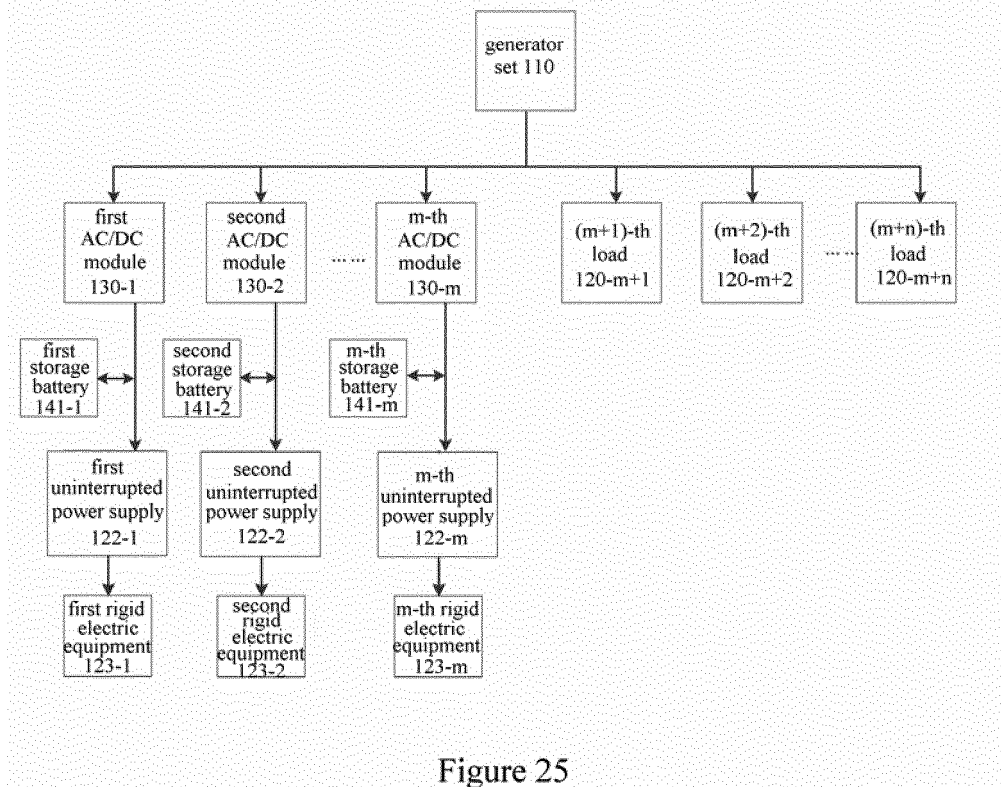 generator
set 110
first
AC/DC
module
130-1
second
AC/DC
module
130-2
... ...
m-th
AC/DC
module
130-m
(m+1)-th
load
120-m+1
(m+2)-th
load
120-m+2
... ...
(m+n)-th
load
120-m+n
first
storage
battery
141-1
second
storage
battery
141-2
m-th
storage
battery
141-m
first
uninterrupted
power supply
122-1
second
uninterrupted
power supply
122-2
m-th
uninterrupted
power supply
122-m
first rigid
electric
equipment
123-1
second
rigid
electric
equipment
123-2
m-th rigid
electric
equipment
123-m
Figure 25